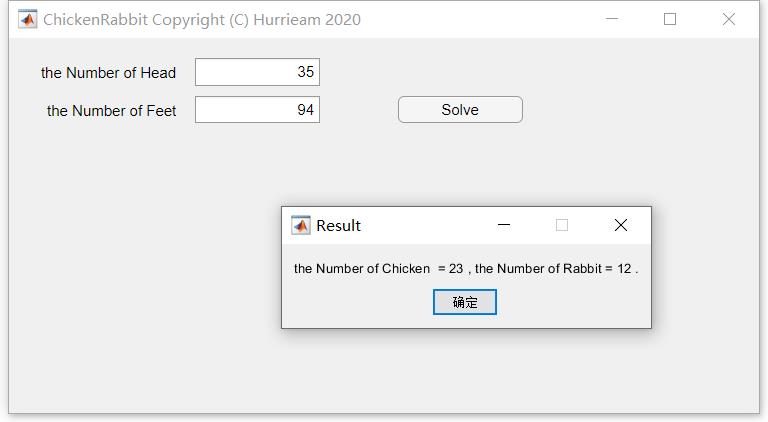 ChickenRabbit Copyright (C) Hurrieam 2020
the Number of Head 35
the Number of Feet 94 Solve
Result
the Number of Chicken  = 23 , the Number of Rabbit = 12 .
确定